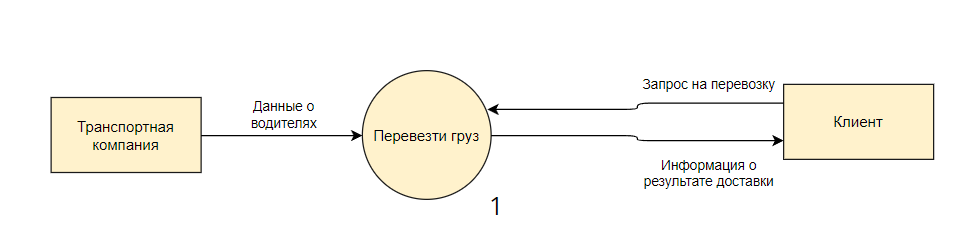 Запрос на перевозку
Данные о
водителях
Транспортная
компания
Перевезти груз
Клиент
Информация о
результате доставки
1